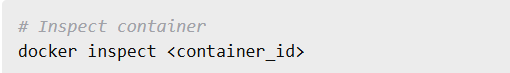 # Inspect container
docker inspect <container_id>